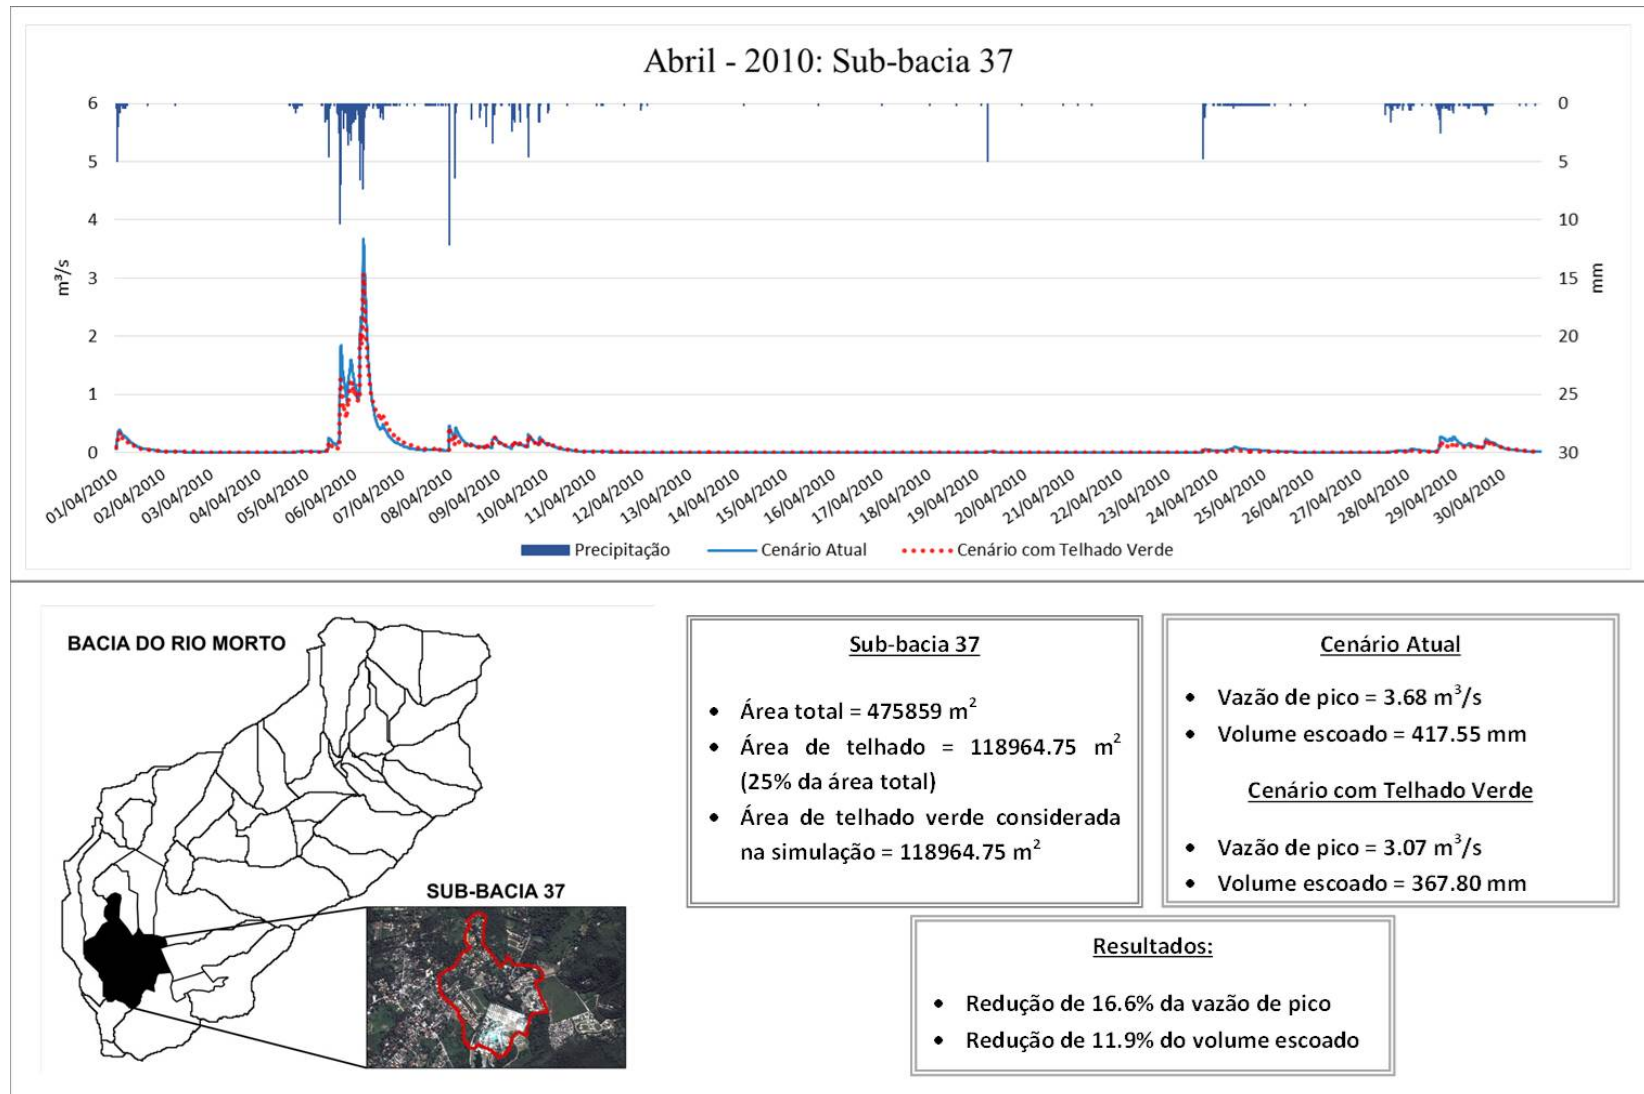 Abril - 2010: Sub-bacia 37
6
5
4
3
2
1
0
m³/s
0
5
10
15
20
25
30
mm
01/04/2010
02/04/2010
03/04/2010
04/04/2010
05/04/2010
06/04/2010
07/04/2010
08/04/2010
09/04/2010
10/04/2010
11/04/2010
12/04/2010
13/04/2010
14/04/2010
15/04/2010
16/04/2010
17/04/2010
18/04/2010
19/04/2010
20/04/2010
21/04/2010
22/04/2010
23/04/2010
24/04/2010
25/04/2010
26/04/2010
27/04/2010
28/04/2010
29/04/2010
30/04/2010
Precipitação
Cenário Atual
Cenário com Telhado Verde
BACIA DO RIO MORTO
SUB-BACIA 37
Sub-bacia 37
• Área total = 475859 m²
• Área de telhado = 118964.75 m²
(25% da área total)
• Área de telhado verde considerada
na simulação = 118964.75 m²
Cenário Atual
• Vazão de pico = 3.68 m³/s
• Volume escoado = 417.55 mm
Cenário com Telhado Verde
• Vazão de pico = 3.07 m³/s
• Volume escoado = 367.80 mm
Resultados:
• Redução de 16.6% da vazão de pico
• Redução de 11.9% do volume escoado